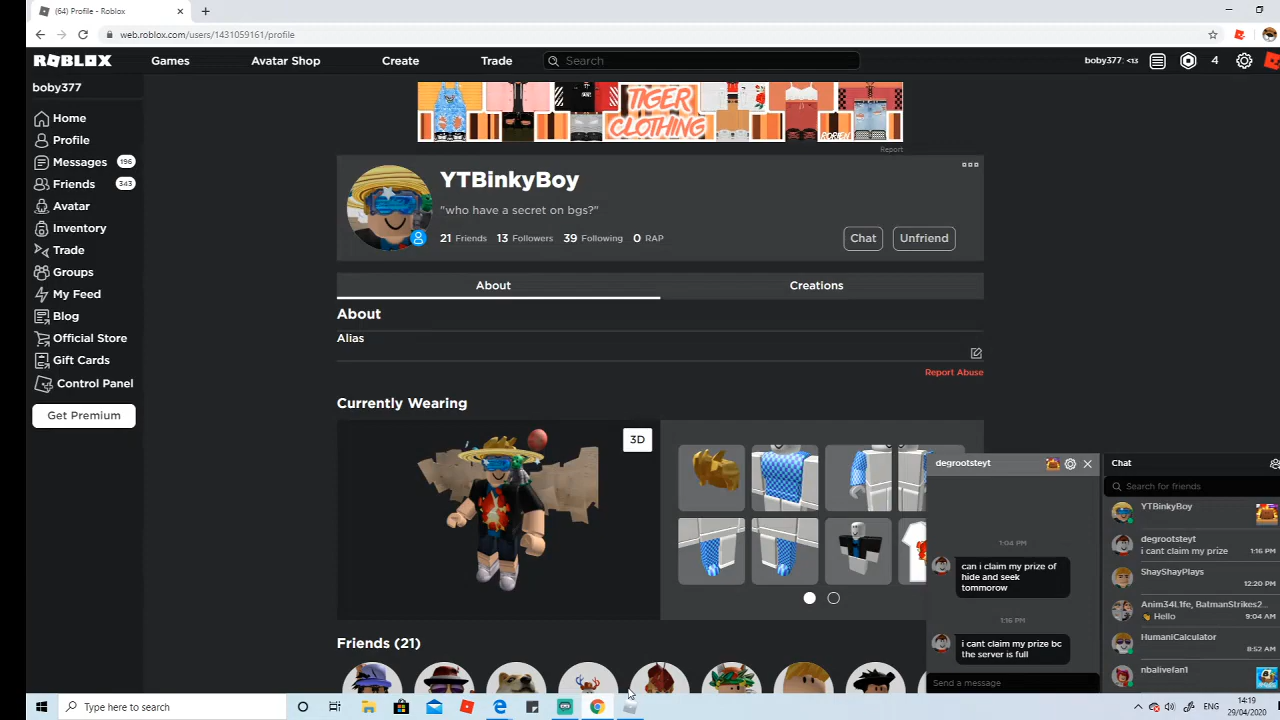 (64) Profile - Roblox
web.roblox.com/users/1431059161/profile
ROBLOX
Games
Avatar Shop
Create
Trade
Search
boby377: <13
4
boby377
Home
Profile
Messages 196
Friends 343
Avatar
Inventory
Trade
Groups
My Feed
Blog
Official Store
Gift Cards
Control Panel
Get Premium
TIGER
CLOTHING
Report
YTBinkyBoy
"who have a secret on bgs?"
21 Friends 13 Followers 39 Following 0 RAP
Chat
Unfriend
About
Creations
About
Alias
Report Abuse
Currently Wearing
3D
Friends (21)
degrootsteyt
1:04 PM
can i claim my prize of
hide and seek
tommorow
1:16 PM
i cant claim my prize bc
the server is full
Send a message
Chat
Search for friends
YTBinkyBoy
degrootsteyt
i cant claim my prize 1:16 PM
ShayShayPlays
12:20 PM
Anim34L1fe, BatmanStrikes2...
Hello 9:04 AM
HumaniCalculator
8:52 AM
nbalivefan1
Type here to search
ENG
14:19
29/04/2020